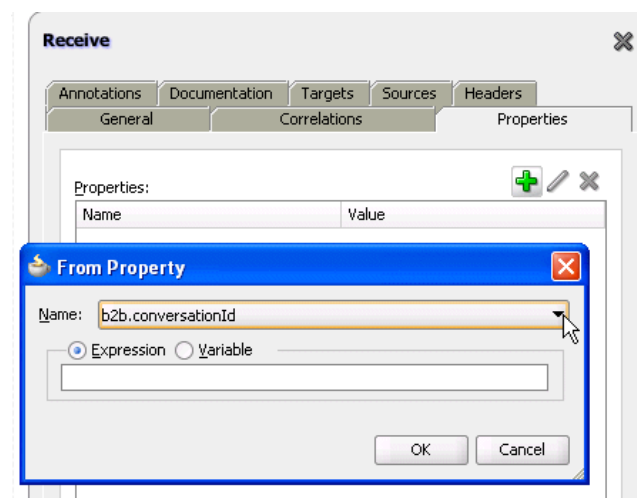 Receive
Annotations Documentation Targets Sources Headers
General Correlations Properties
Properties:
Name Value
From Property
Name: b2b.conversationId
Expression Variable
OK Cancel